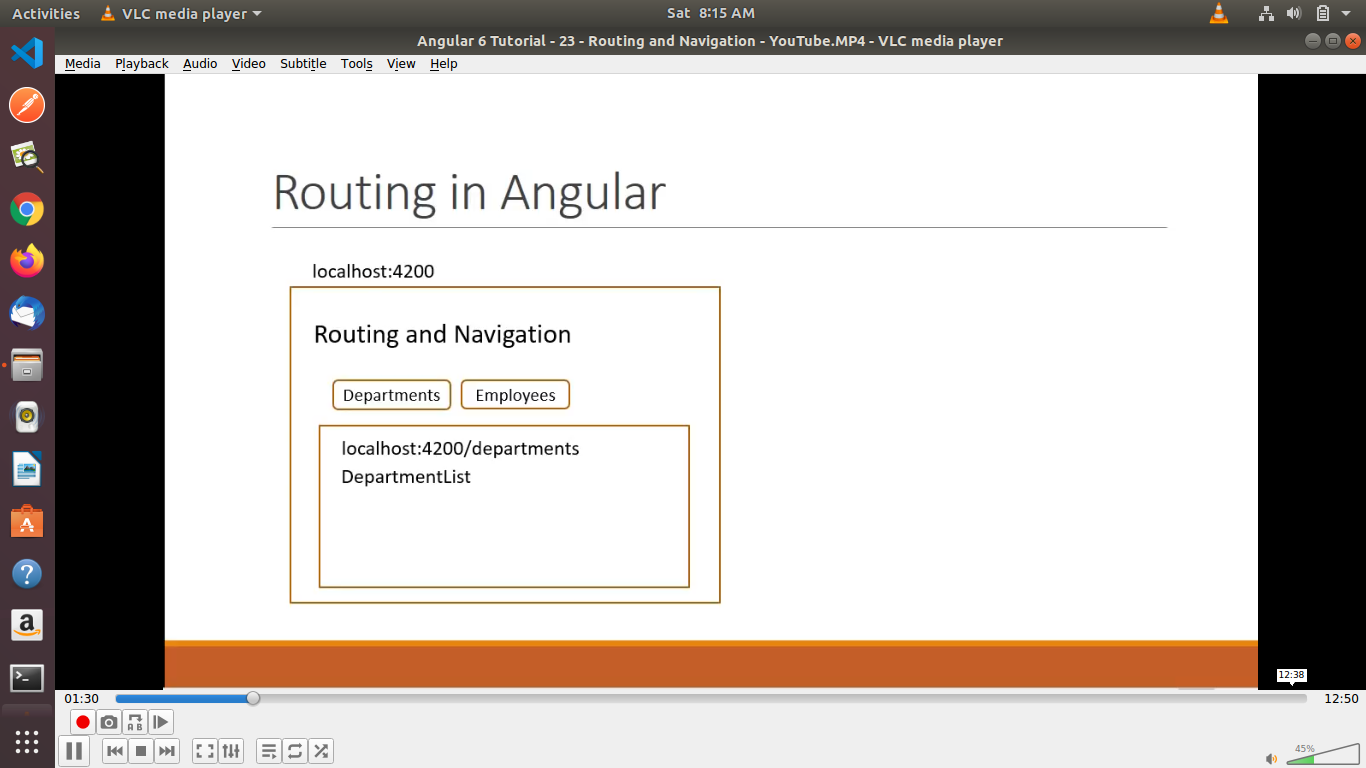 Activities
VLC media player
Sat 8:15 AM
Angular 6 Tutorial - 23 - Routing and Navigation - YouTube.MP4 - VLC media player
Media Playback Audio Video Subtitle Tools View Help
Routing in Angular
localhost:4200
Routing and Navigation
Departments
Employees
localhost:4200/departments
DepartmentList
12:38
01:30
12:50
A B
45%